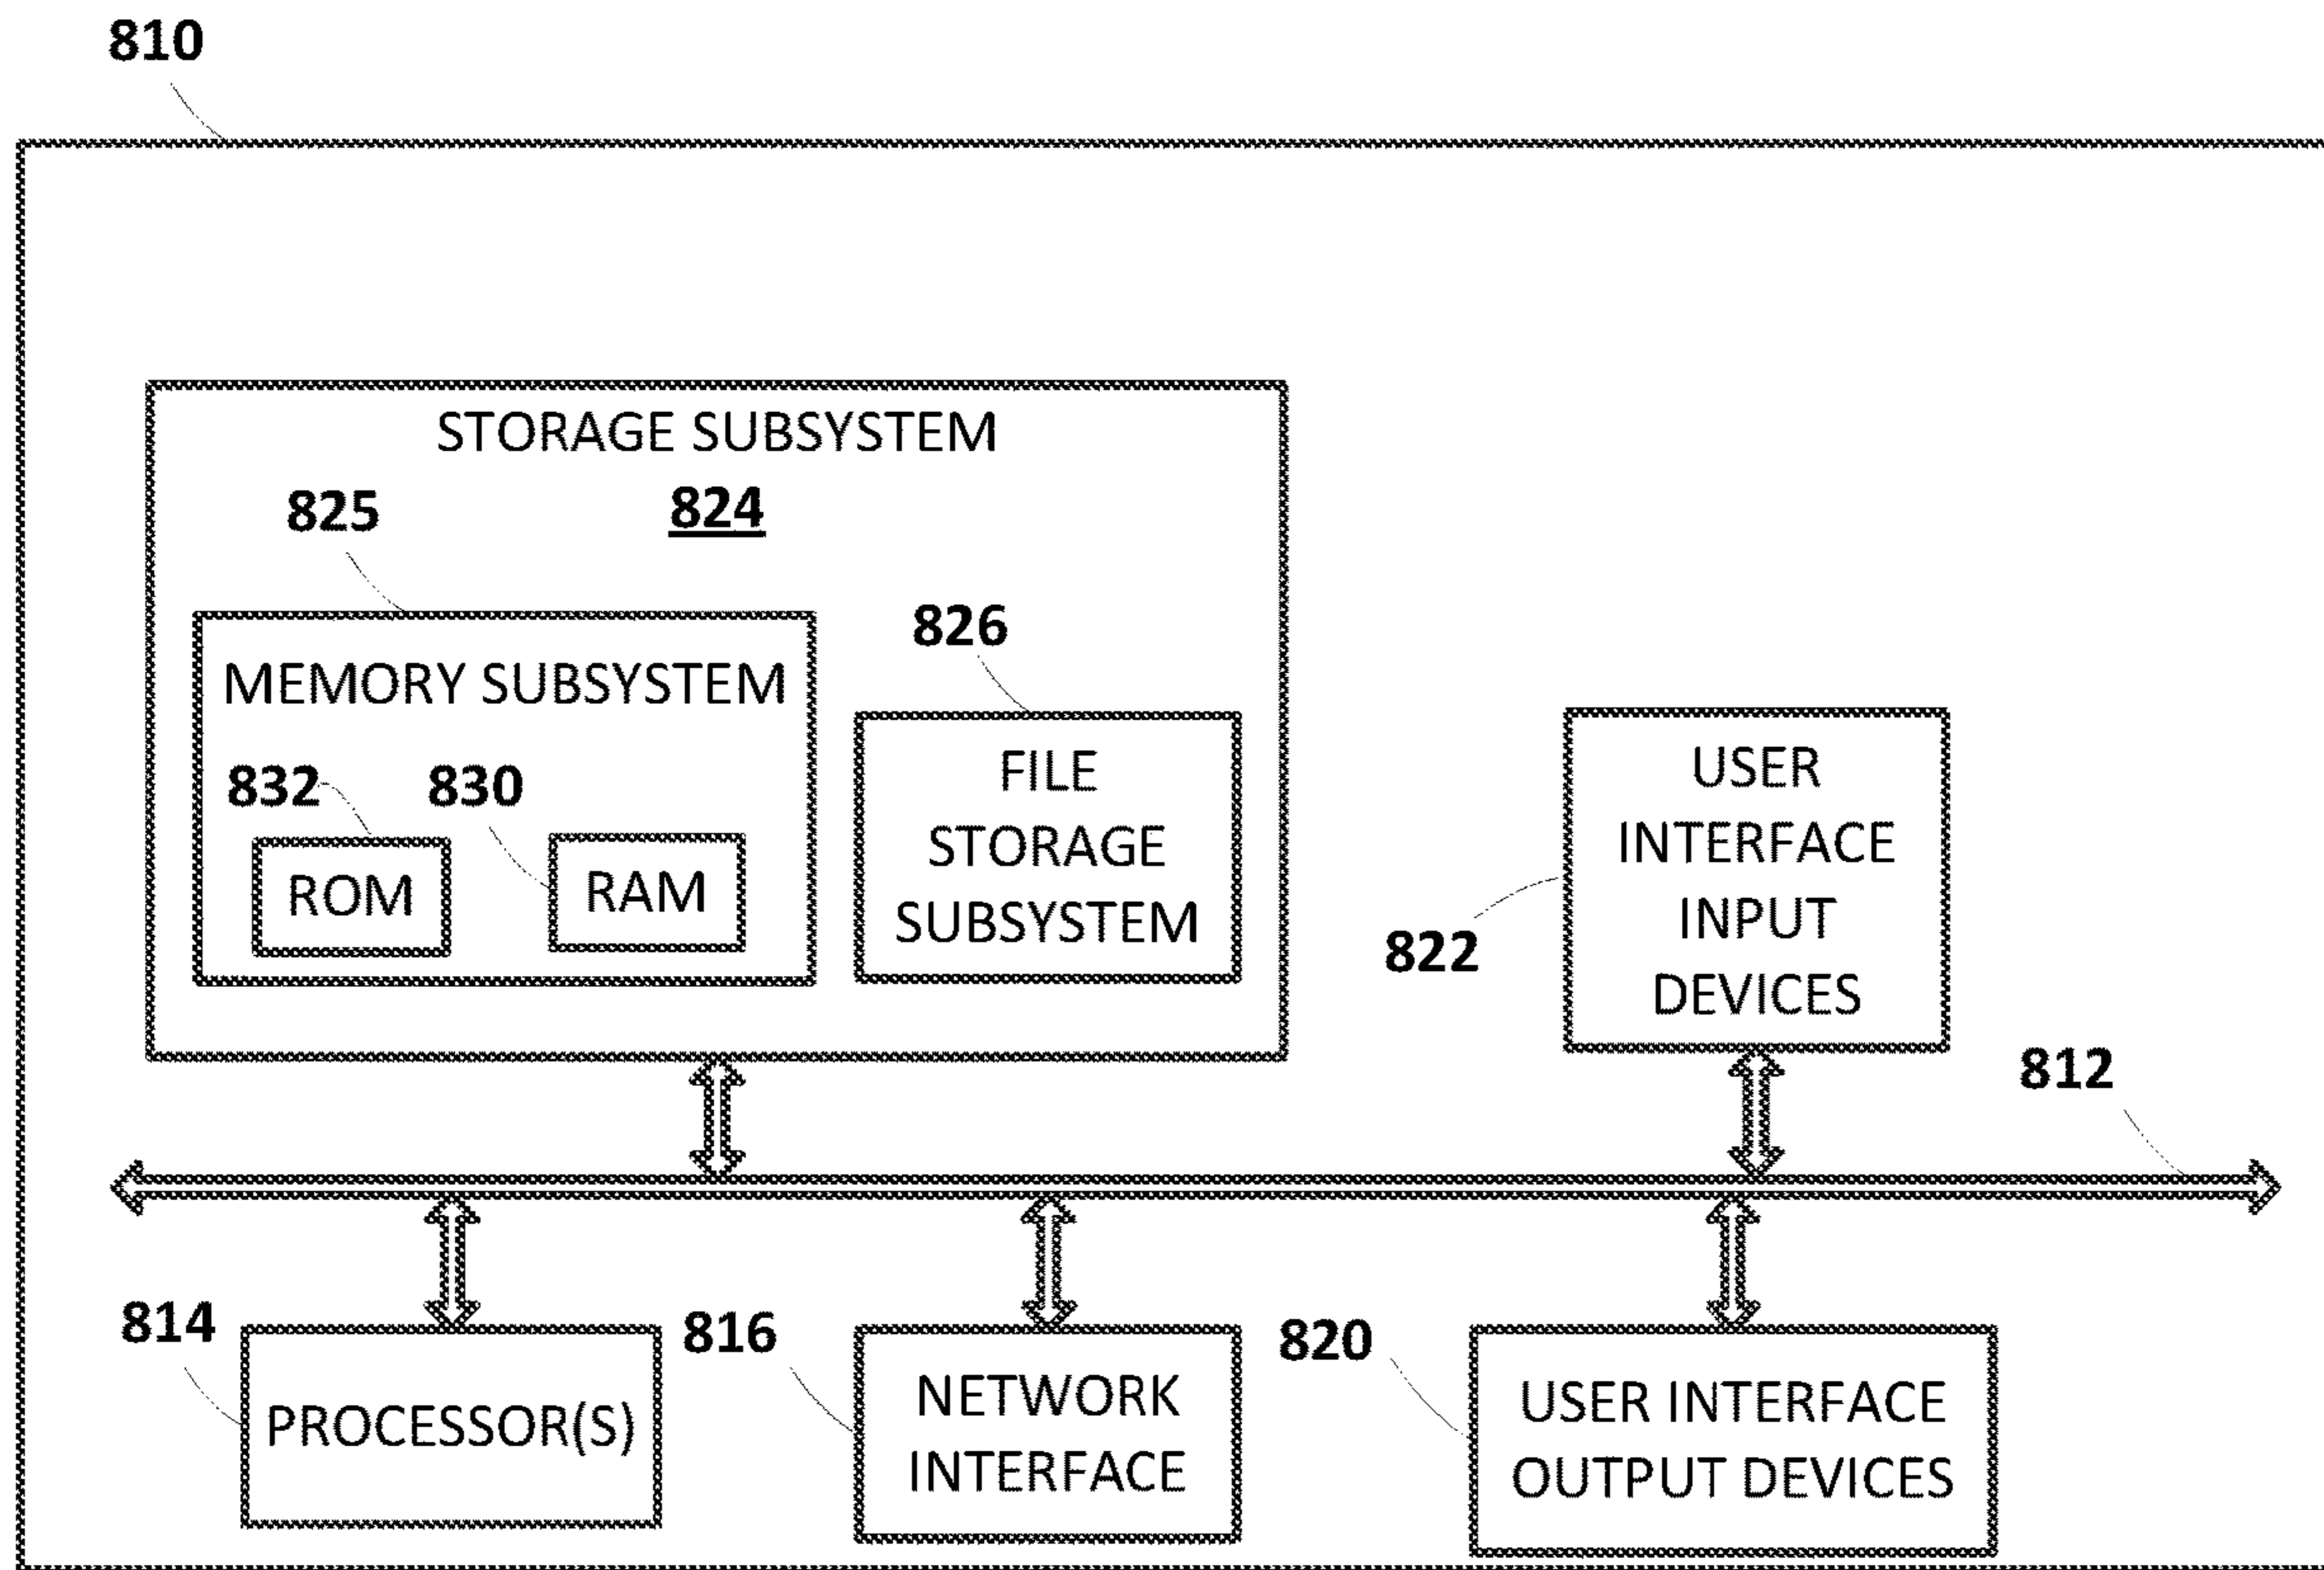 810
STORAGE SUBSYSTEM
825
824
826
MEMORY SUBSYSTEM
832
830
ROM
RAM
FILE
STORAGE
SUBSYSTEM
USER
INTERFACE
INPUT
DEVICES
822
812
814
PROCESSOR(S)
816
NETWORK
INTERFACE
820
USER INTERFACE
OUTPUT DEVICES